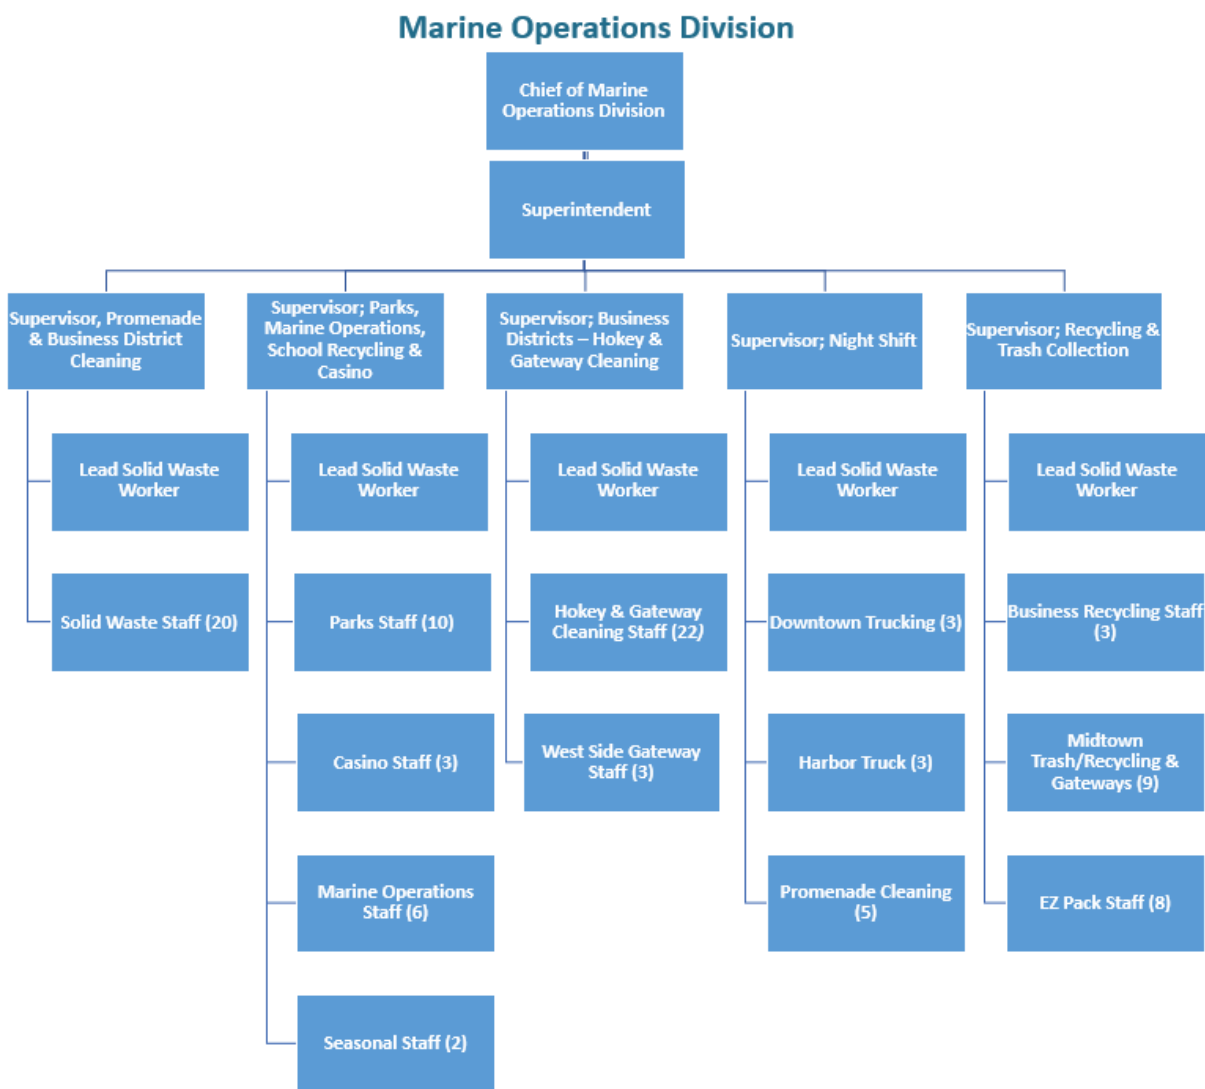 Marine Operations Division
Chief of Marine
Operations Division
Superintendent
Supervisor, Promenade
& Business District
Cleaning
Supervisor; Parks,
Marine Operations,
School Recycling &
Casino
Supervisor; Business
Districts – Hokey &
Gateway Cleaning
Supervisor; Night Shift
Supervisor; Recycling &
Trash Collection
Lead Solid Waste
Worker
Lead Solid Waste
Worker
Lead Solid Waste
Worker
Lead Solid Waste
Worker
Lead Solid Waste
Worker
Solid Waste Staff (20)
Parks Staff (10)
Hokey & Gateway
Cleaning Staff (22)
Downtown Trucking (3)
Business Recycling Staff
(3)
Casino Staff (3)
West Side Gateway
Staff (3)
Harbor Truck (3)
Midtown
Trash/Recycling &
Gateways (9)
Marine Operations
Staff (6)
Promenade Cleaning
(5)
EZ Pack Staff (8)
Seasonal Staff (2)